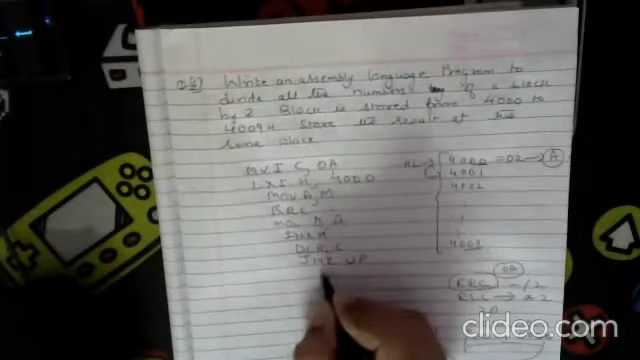 Q.6) Write an assembly language Program to
divide all the numbers of a block
by 2 Block is stored from 4000 to
4009H Store the result at the
same place
MVI C, 0A
LXI H, 4000
MOV A, M
RRC
MOV M, A
INX H
DCR C
JNZ UP
HL→ 4000 = 02 → A
C 4001
4002
4009
RRC → /2
RLC → * 2
clideo.com